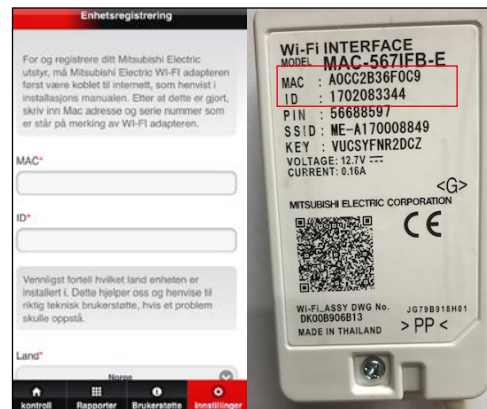 Enhetsregistrering
For og registrere ditt Mitsubishi Electric
utstyr, må Mitsubishi Electric WI-FI adapteren
først være koblet til internett, som henvist i
installasjons manualen. Etter at dette er gjort,
skriv inn Mac adresse og serie nummer som
er står på merking av WI-FI adapteren.
MAC*
ID*
Vennligst fortell hvilket land enheten er
installert i. Dette hjelper oss og henvise til
riktig teknisk brukerstøtte, hvis et problem
skulle oppstå.
Land*
Norge
kontroll
Rapporter
Brukerstøtte
Innstillinger
Wi-Fi INTERFACE
MODEL MAC-567IFB-E
MAC : A0CC2B36F0C9
ID : 1702083344
PIN : 56688597
SSID : ME-A170008849
KEY : VUCSYFNR2DCZ
VOLTAGE: 12.7V
CURRENT: 0.16A
<G>
MITSUBISHI ELECTRIC CORPORATION
CE
WI-FI_ASSY DWG No. JG79B918H01
DK00B906B13
MADE IN THAILAND >PP<